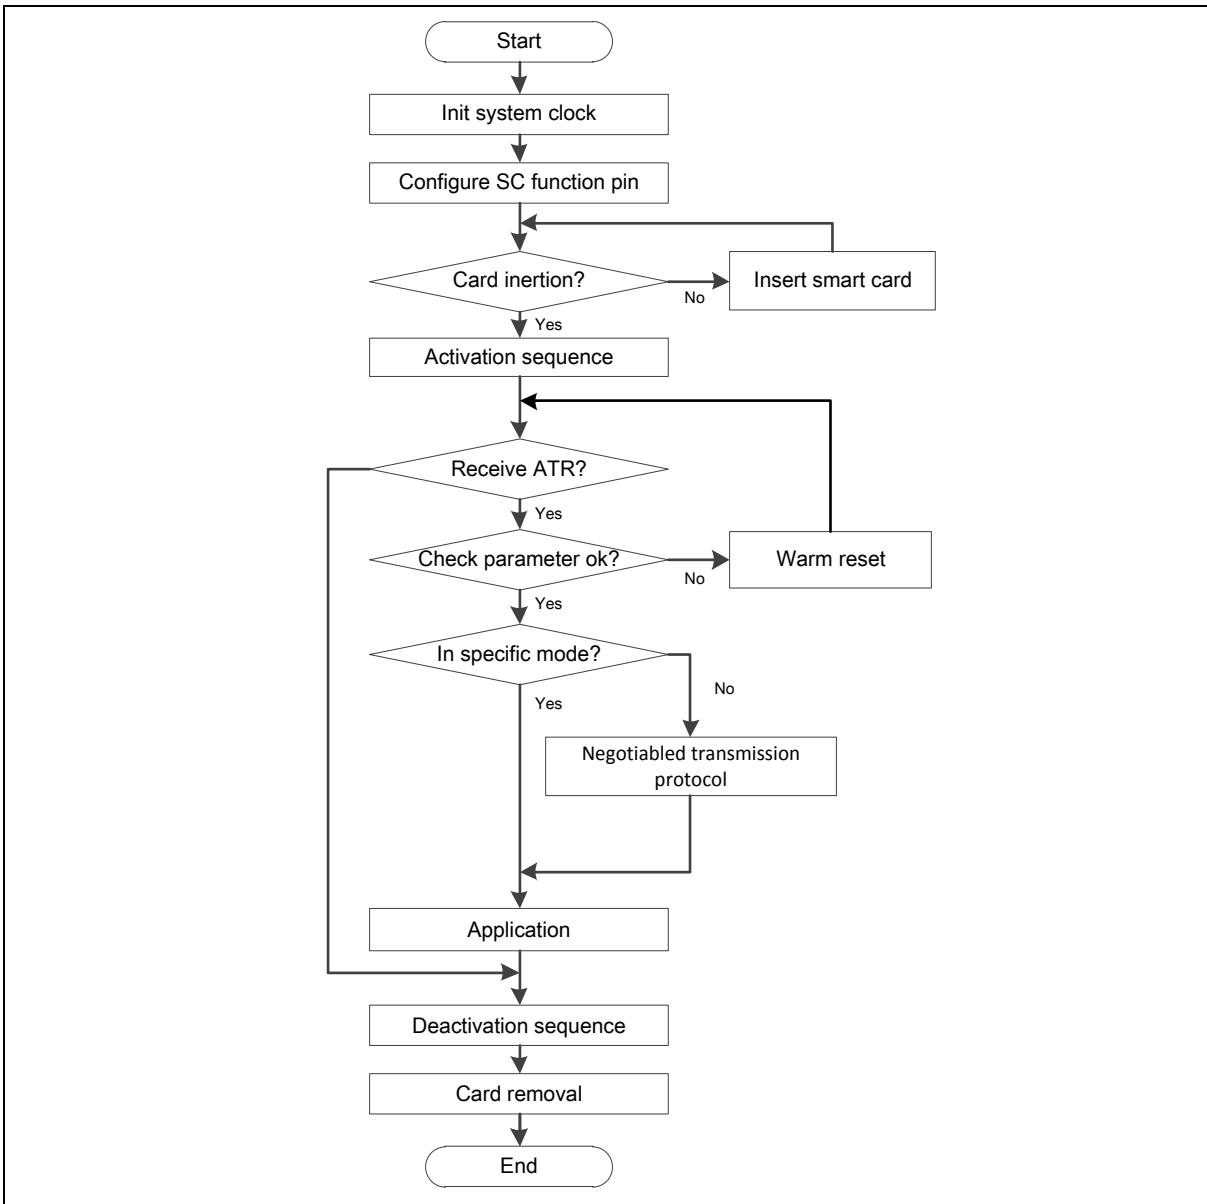 Start
Init system clock
Configure SC function pin
Card inertion?
No
Insert smart card
Yes
Activation sequence
Receive ATR?
Yes
Check parameter ok?
No
Warm reset
Yes
In specific mode?
No
Yes
Negotiabled transmission
protocol
Application
Deactivation sequence
Card removal
End